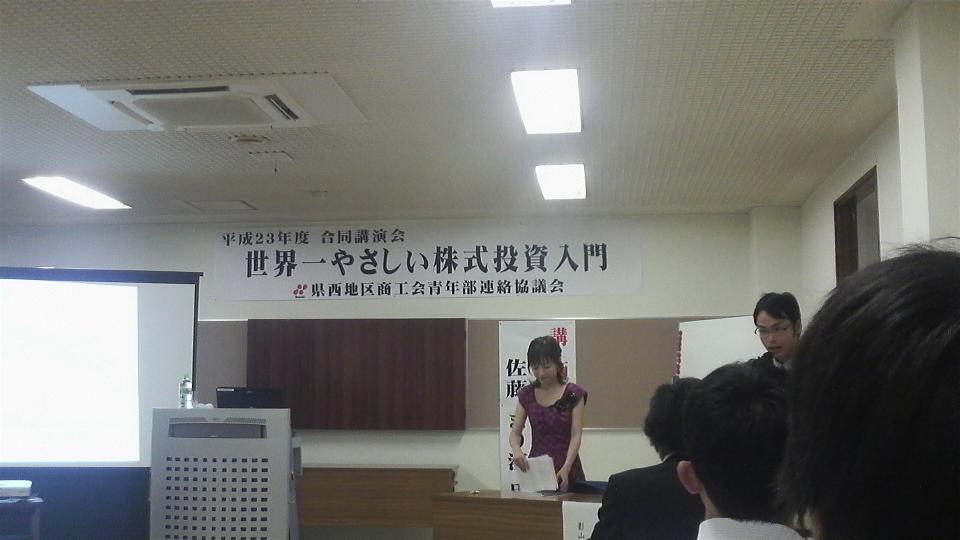 平成23年度 合同講演会
世界一やさしい株式投資入門
県西地区商工会青年部連絡協議会
講
佐藤
影山